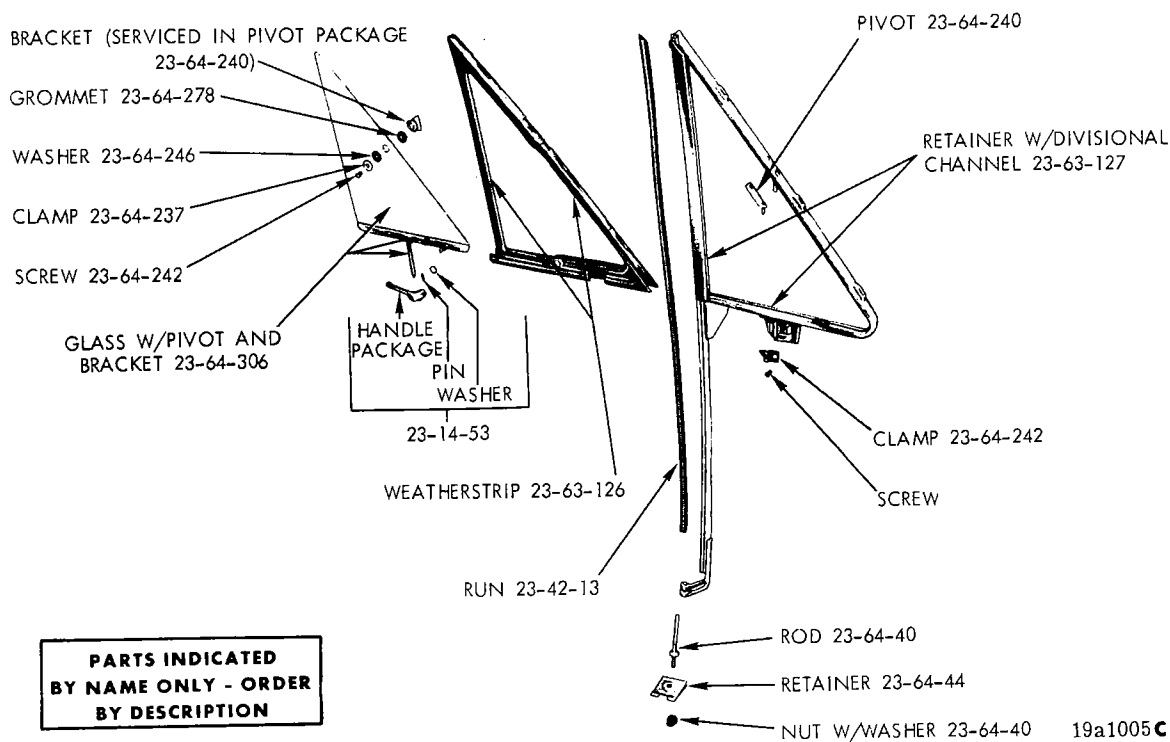 BRACKET (SERVICED IN PIVOT PACKAGE
23-64-240)
GROMMET 23-64-278
WASHER 23-64-246
CLAMP 23-64-237
SCREW 23-64-242
GLASS W/PIVOT AND
BRACKET 23-64-306
HANDLE
PACKAGE
PIN
WASHER
23-14-53
WEATHERSTRIP 23-63-126
RUN 23-42-13
PIVOT 23-64-240
RETAINER W/DIVISIONAL
CHANNEL 23-63-127
CLAMP 23-64-242
SCREW
ROD 23-64-40
RETAINER 23-64-44
NUT W/WASHER 23-64-40
19a1005C
PARTS INDICATED
BY NAME ONLY - ORDER
BY DESCRIPTION